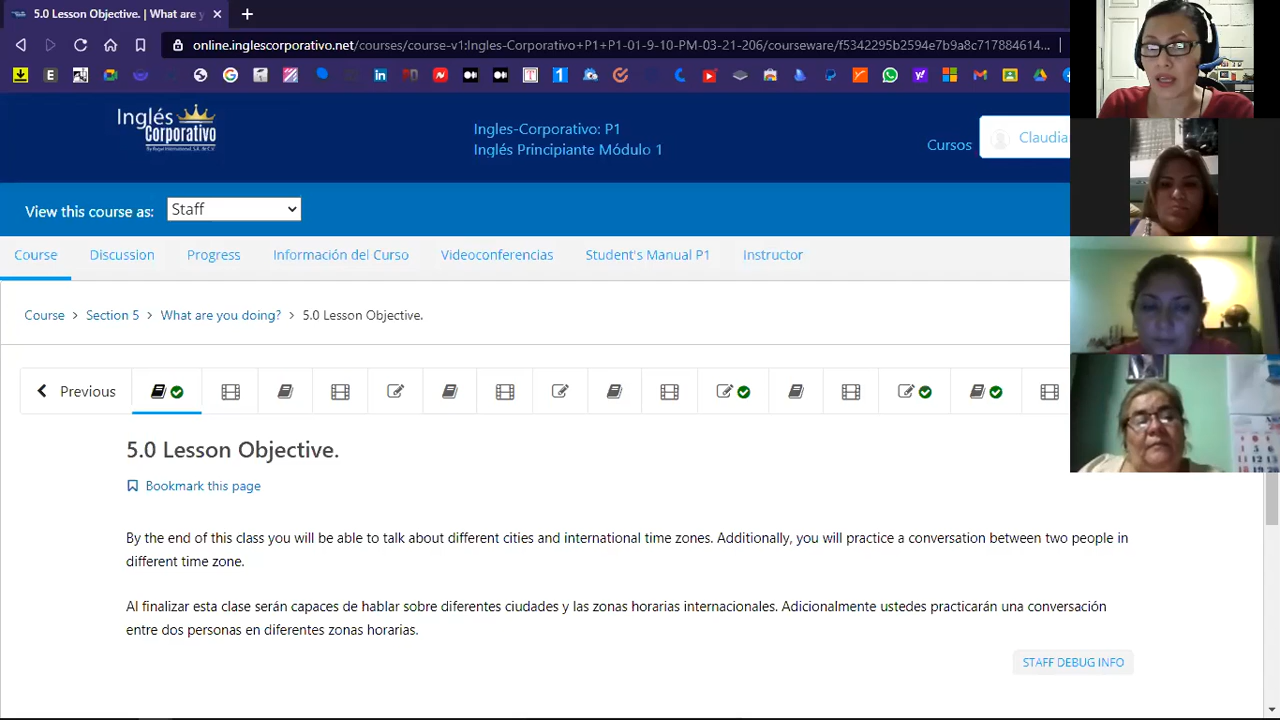 5.0 Lesson Objective. | What are y
online.inglescorporativo.net/courses/course-v1:Ingles-Corporativo+P1+P1-01-9-10-PM-03-21-206/courseware/f5342295b2594e7b9a8c717884614...
Inglés
Corporativo
Ingles-Corporativo: P1
Inglés Principiante Módulo 1
Cursos
Claudia
View this course as:
Staff
Course
Discussion
Progress
Información del Curso
Videoconferencias
Student's Manual P1
Instructor
Course > Section 5 > What are you doing? > 5.0 Lesson Objective.
Previous
5.0 Lesson Objective.
Bookmark this page
By the end of this class you will be able to talk about different cities and international time zones. Additionally, you will practice a conversation between two people in
different time zone.
Al finalizar esta clase serán capaces de hablar sobre diferentes ciudades y las zonas horarias internacionales. Adicionalmente ustedes practicarán una conversación
entre dos personas en diferentes zonas horarias.
STAFF DEBUG INFO